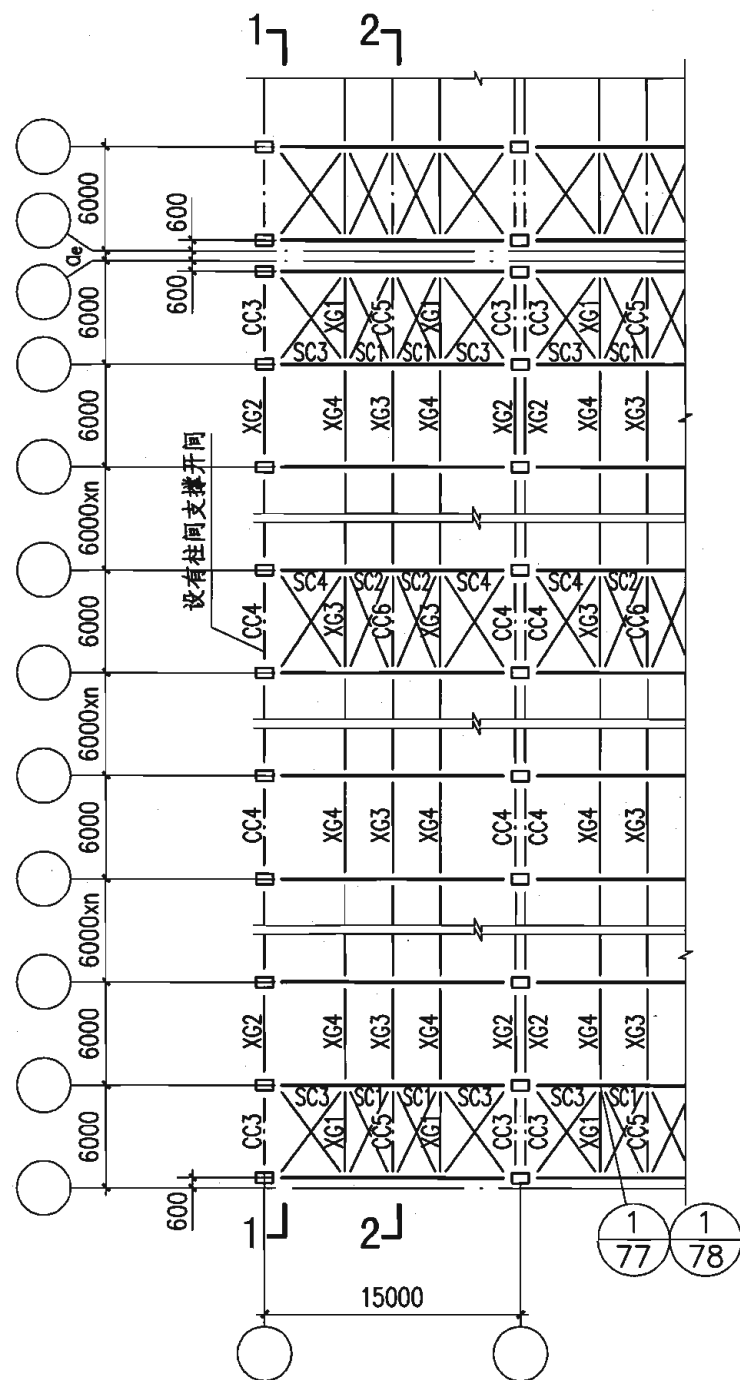 1 2
6000
600
ae
600
6000
CC3 XG1 CC5 XG1 CC3 CC3 XG1 CC5
SC3 SC1 SC1 SC3 SC3 SC1
6000
XG2 XG4 XG3 XG4 XG2 XG2 XG4 XG3
设有柱间支撑开间
6000xn
SC4 SC2 SC2 SC4 SC4 SC2
6000
CC4 XG3 CC6 XG3 CC4 CC4 XG3 CC6
6000xn
6000
CC4 XG4 XG3 XG4 CC4 CC4 XG4 XG3
6000xn
6000
XG2 XG4 XG3 XG4 XG2 XG2 XG4 XG3
SC3 SC1 SC1 SC3 SC3 SC1
6000
CC3 XG1 CC5 XG1 CC3 CC3 XG1 CC5
600
1 2
1 1
77 78
15000